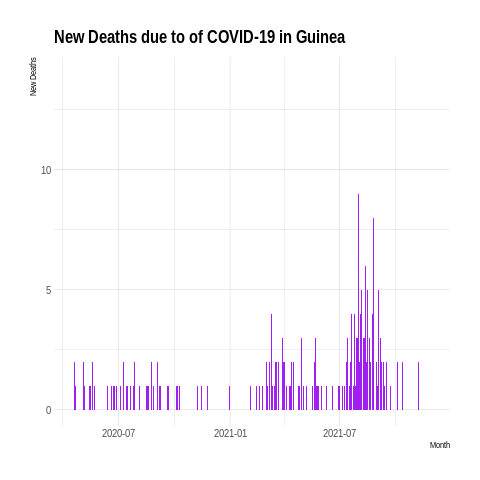 New Deaths due to of COVID-19 in Guinea
New Deaths
10
5
0
2020-07
2021-01
2021-07
Month